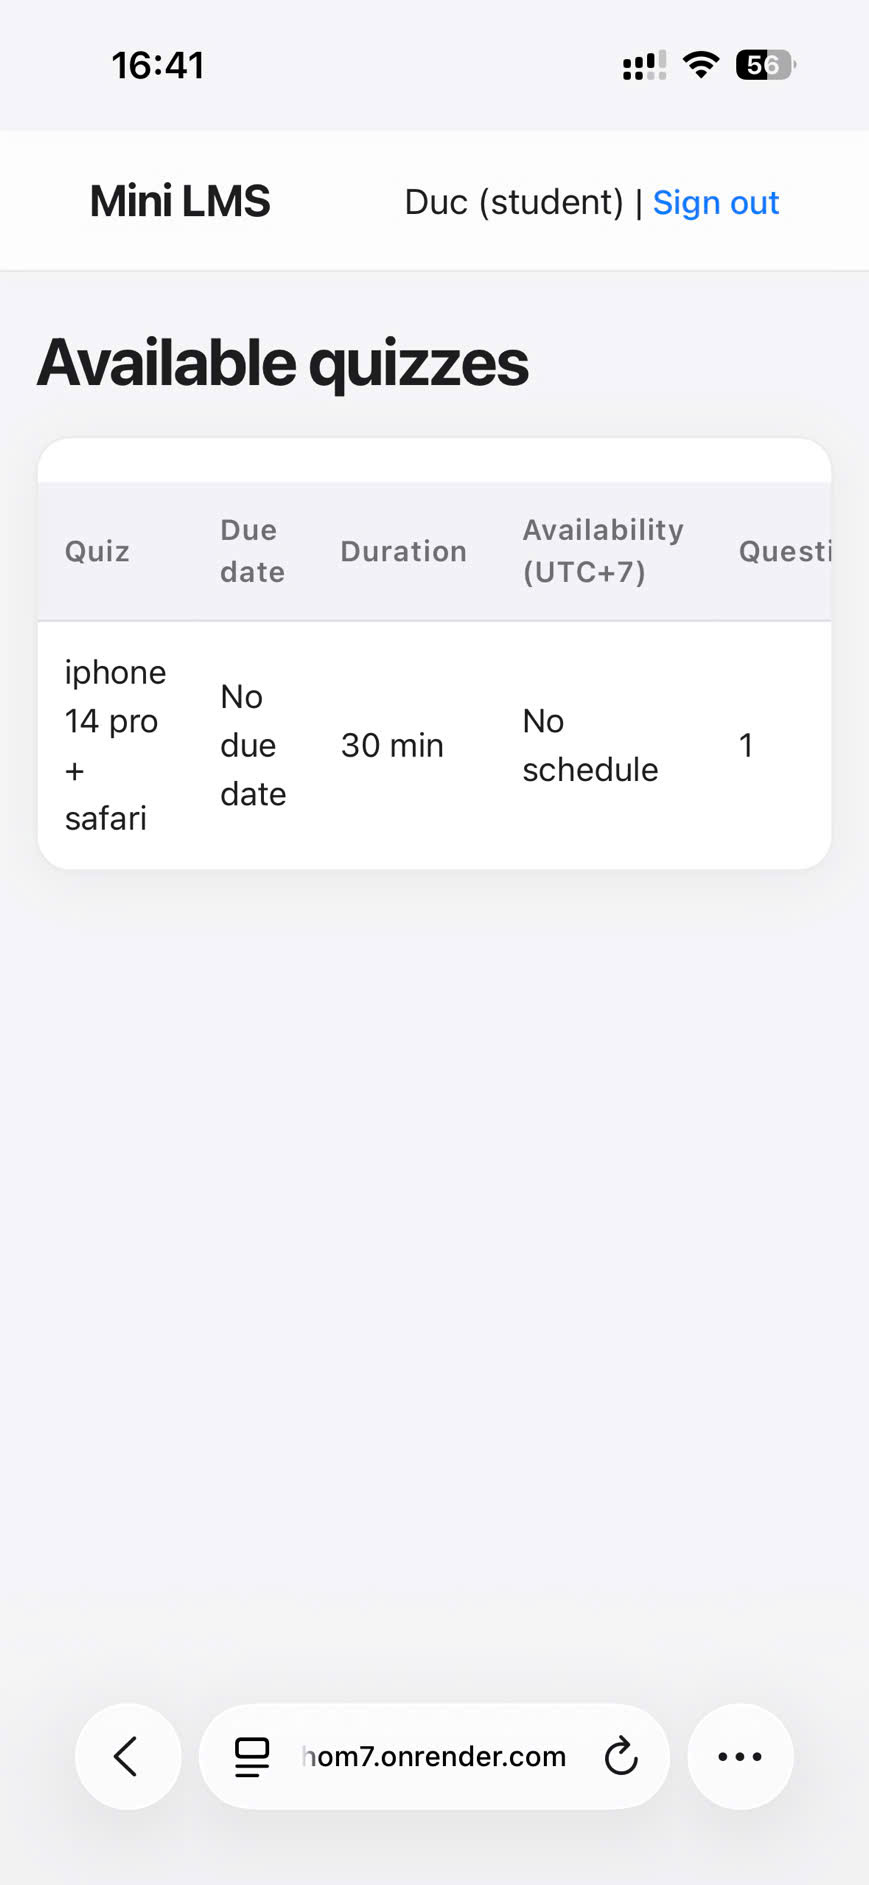 16:41
56
Mini LMS
Duc (student) | Sign out
Available quizzes
Quiz
Due
date
Duration
Availability
(UTC+7)
Questi
iphone
14 pro
+
safari
No
due
date
30 min
No
schedule
1
hom7.onrender.com